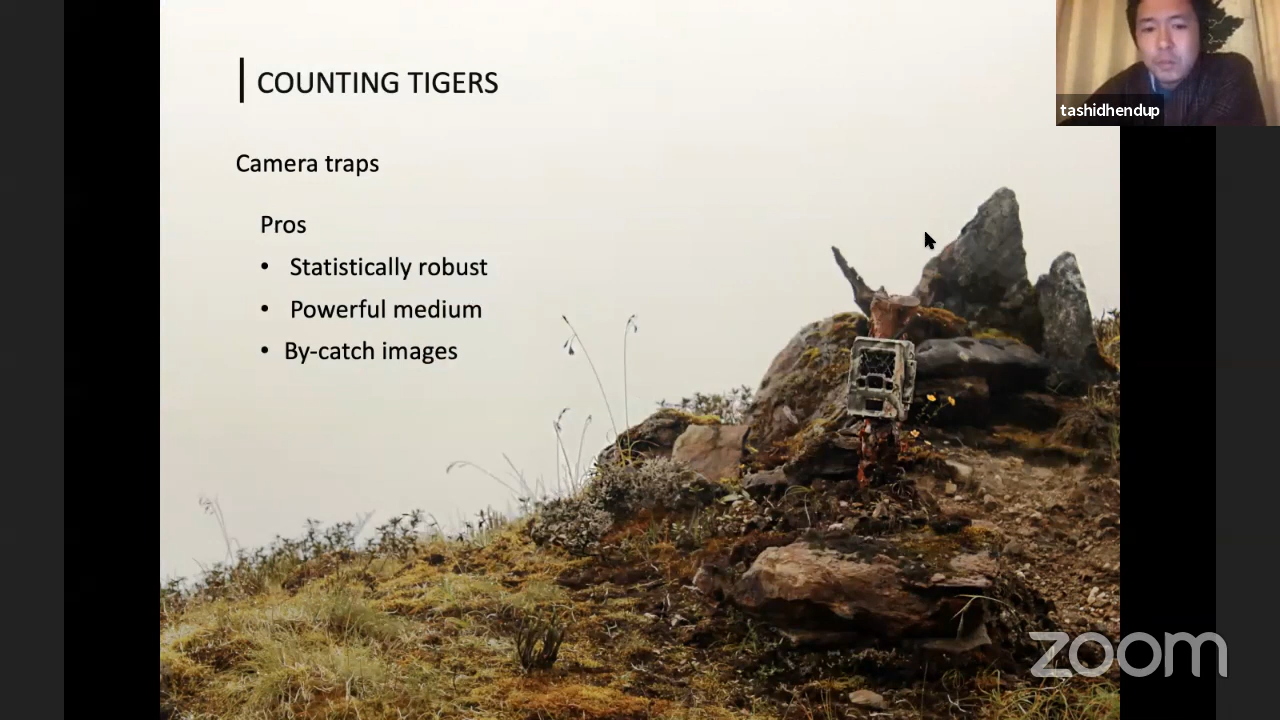 COUNTING TIGERS
Camera traps
Pros
• Statistically robust
• Powerful medium
• By-catch images
tashidhendup
zoom